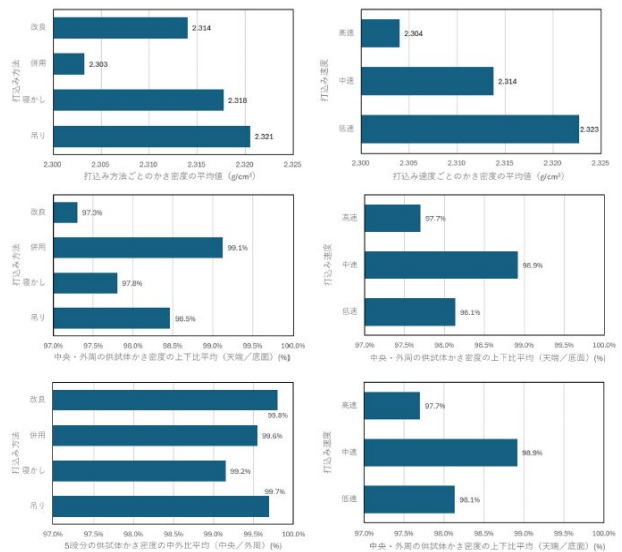 打込み方法
改良
2.314
併用
2.303
寝かし
2.318
吊り
2.321
2.300 2.305 2.310 2.315 2.320 2.325
打込み方法ごとのかさ密度の平均値（g/cm³）
打込み速度
高速
2.304
中速
2.314
低速
2.323
2.300 2.305 2.310 2.315 2.320 2.325
打込み速度ごとのかさ密度の平均値（g/cm³）
打込み方法
改良
97.3%
併用
99.1%
寝かし
97.8%
吊り
98.5%
97.0% 97.5% 98.0% 98.5% 99.0% 99.5% 100.0%
中央・外周の供試体かさ密度の上下比平均（天端／底面）(%)
打込み速度
高速
97.7%
中速
98.9%
低速
98.1%
97.0% 97.5% 98.0% 98.5% 99.0% 99.5% 100.0%
中央・外周の供試体かさ密度の上下比平均（天端／底面）(%)
打込み方法
改良
99.8%
併用
99.6%
寝かし
99.2%
吊り
99.7%
97.0% 97.5% 98.0% 98.5% 99.0% 99.5% 100.0%
5段分の供試体かさ密度の中外比平均（中央／外周）(%)
打込み速度
高速
97.7%
中速
98.9%
低速
98.1%
97.0% 97.5% 98.0% 98.5% 99.0% 99.5% 100.0%
中央・外周の供試体かさ密度の上下比平均（天端／底面）(%)